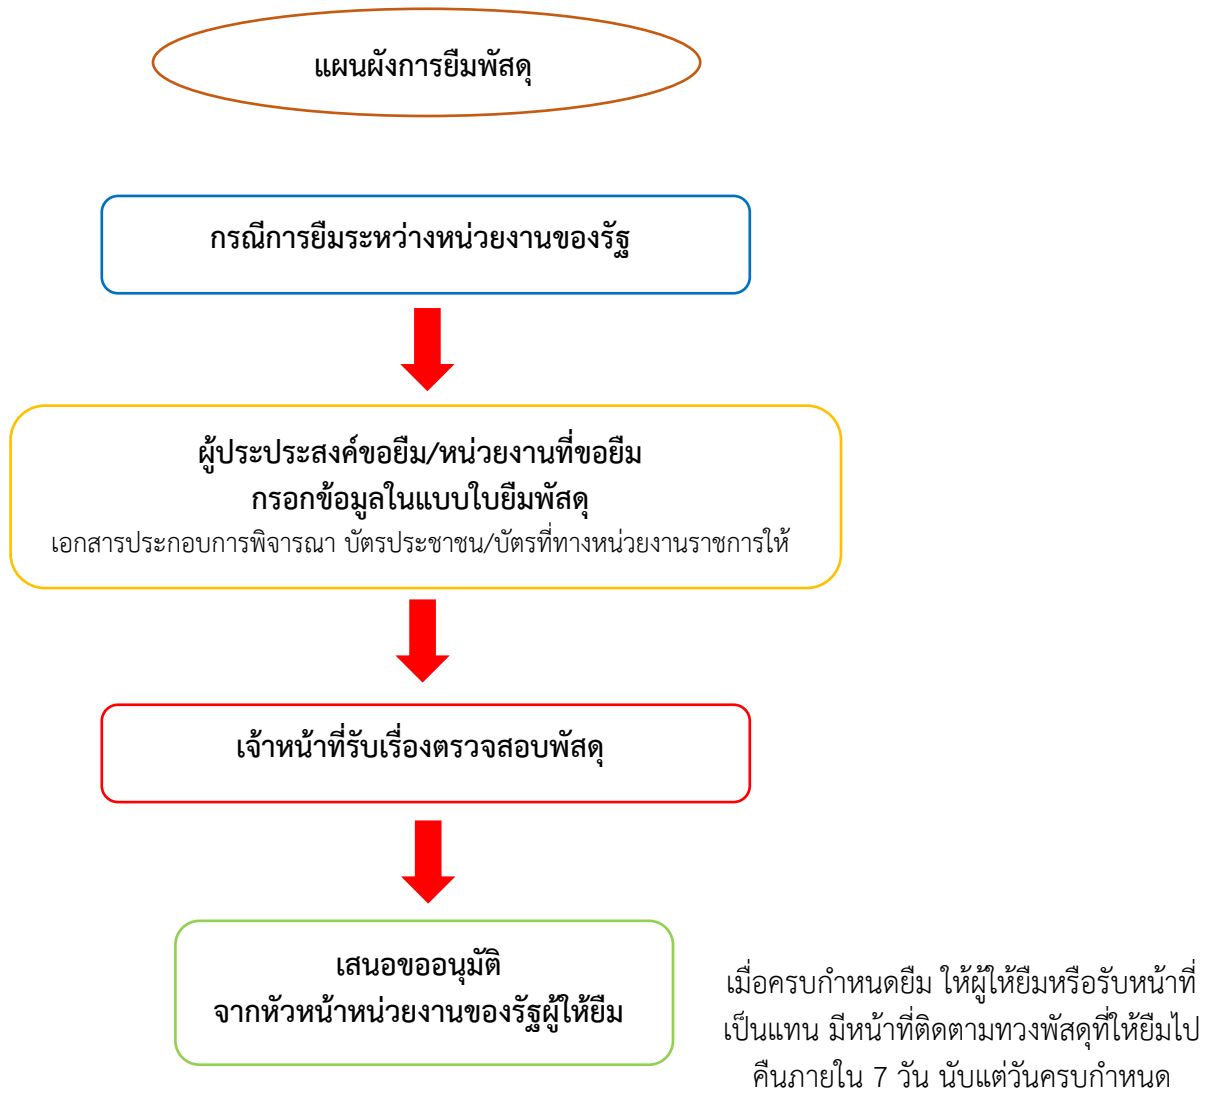 แผนผังการยืมพัสดุ
กรณีการยืมระหว่างหน่วยงานของรัฐ
ผู้ประประสงค์ขอยืม/หน่วยงานที่ขอยืม
กรอกข้อมูลในแบบใบยืมพัสดุ
เอกสารประกอบการพิจารณา บัตรประชาชน/บัตรที่ทางหน่วยงานราชการให้
เจ้าหน้าที่รับเรื่องตรวจสอบพัสดุ
เสนอขออนุมัติ
จากหัวหน้าหน่วยงานของรัฐผู้ให้ยืม
เมื่อครบกำหนดยืม ให้ผู้ให้ยืมหรือรับหน้าที่
เป็นแทน มีหน้าที่ติดตามทวงพัสดุที่ให้ยืมไป
คืนภายใน 7 วัน นับแต่วันครบกำหนด